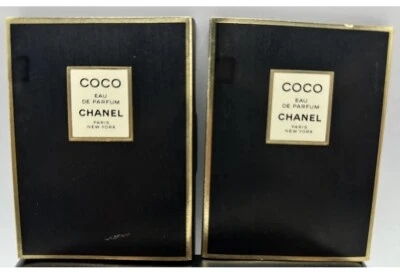 COCO
EAU
DE PARFUM
CHANEL
PARIS
NEW YORK
COCO
EAU
DE PARFUM
CHANEL
PARIS
NEW YORK